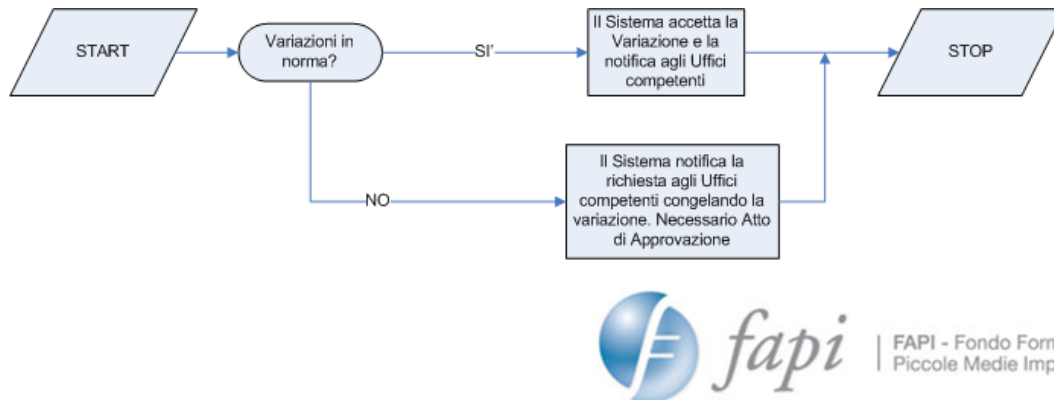 START
Variazioni in
norma?
SI'
Il Sistema accetta la
Variazione e la
notifica agli Uffici
competenti
STOP
NO
Il Sistema notifica la
richiesta agli Uffici
competenti congelando la
variazione. Necessario Atto
di Approvazione
fapi
FAPI - Fondo Form
Piccole Medie Imp